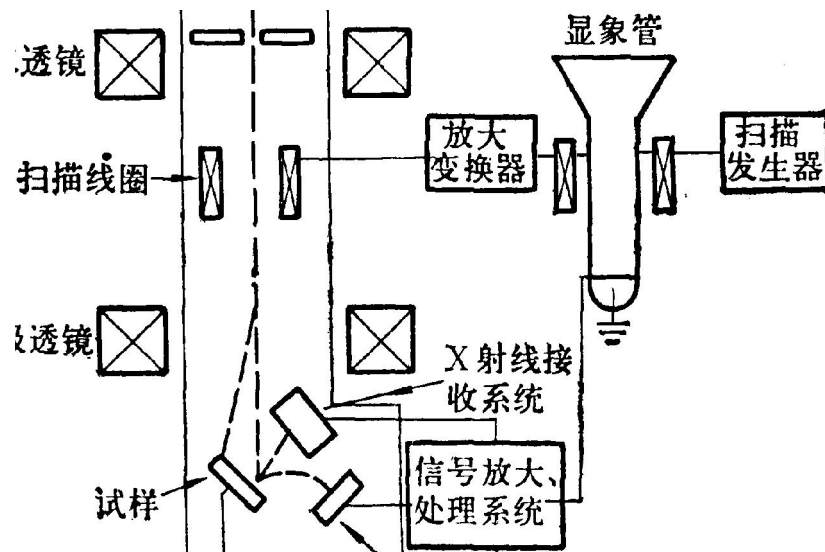 透镜
显象管
放大
变换器
扫描
发生器
扫描线圈
透镜
X射线接
收系统
试样
信号放大、
处理系统